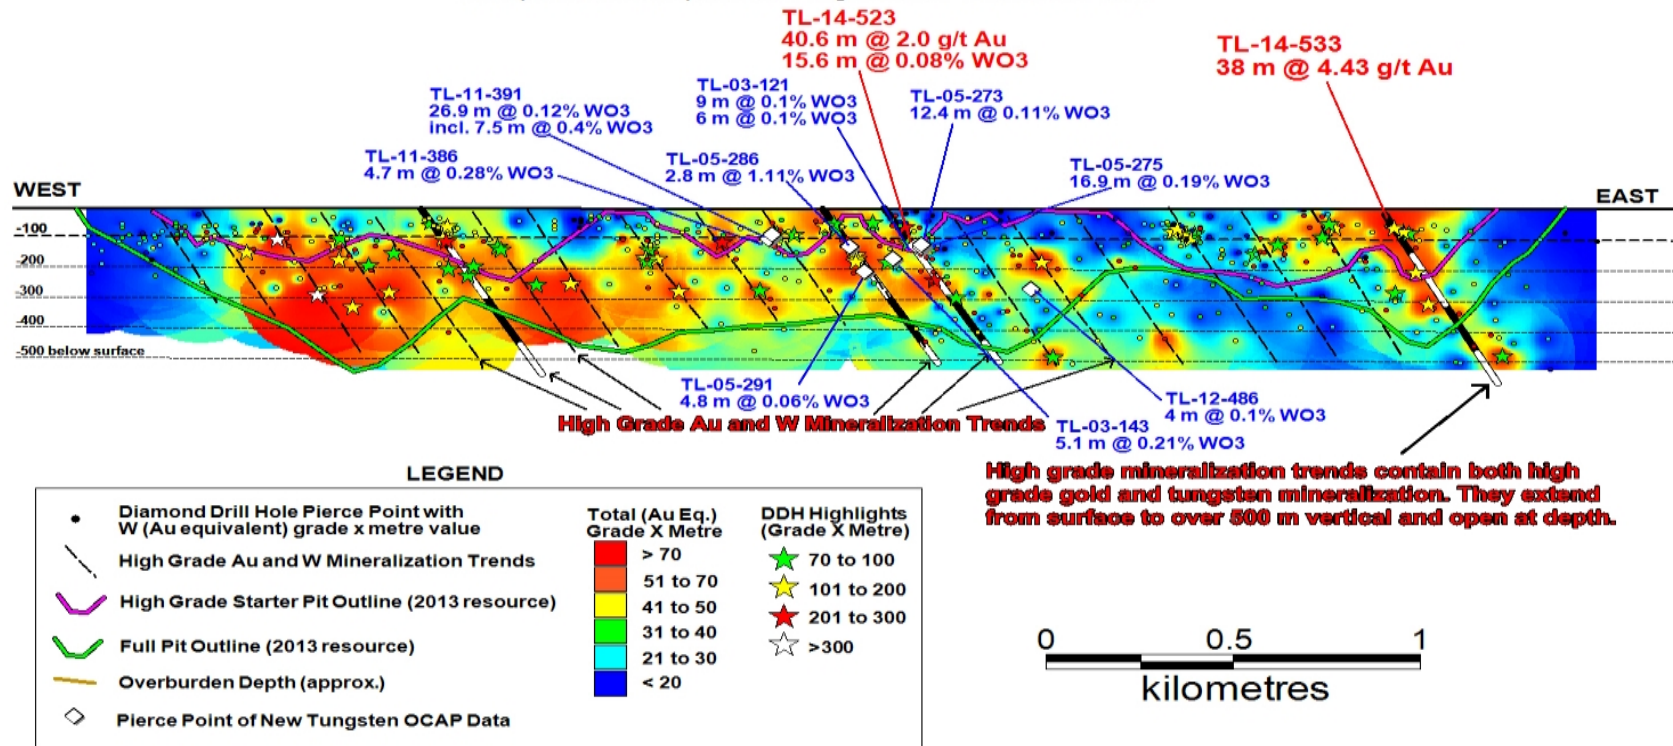 TL-14-523
40.6 m @ 2.0 g/t Au
15.6 m @ 0.08% WO3
TL-14-533
38 m @ 4.43 g/t Au
TL-11-391
26.9 m @ 0.12% WO3
incl. 7.5 m @ 0.4% WO3
TL-03-121
9 m @ 0.1% WO3
6 m @ 0.1% WO3
TL-05-273
12.4 m @ 0.11% WO3
TL-11-386
4.7 m @ 0.28% WO3
TL-05-286
2.8 m @ 1.11% WO3
TL-05-275
16.9 m @ 0.19% WO3
WEST
EAST
-100
-200
-300
-400
-500 below surface
TL-05-291
4.8 m @ 0.06% WO3
TL-12-486
4 m @ 0.1% WO3
TL-03-143
5.1 m @ 0.21% WO3
High Grade Au and W Mineralization Trends
High grade mineralization trends contain both high
grade gold and tungsten mineralization. They extend
from surface to over 500 m vertical and open at depth.
LEGEND
Diamond Drill Hole Pierce Point with
W (Au equivalent) grade x metre value
High Grade Au and W Mineralization Trends
High Grade Starter Pit Outline (2013 resource)
Full Pit Outline (2013 resource)
Overburden Depth (approx.)
Pierce Point of New Tungsten OCAP Data
Total (Au Eq.)
Grade X Metre
> 70
51 to 70
41 to 50
31 to 40
21 to 30
< 20
DDH Highlights
(Grade X Metre)
70 to 100
101 to 200
201 to 300
>300
0 0.5 1
kilometres